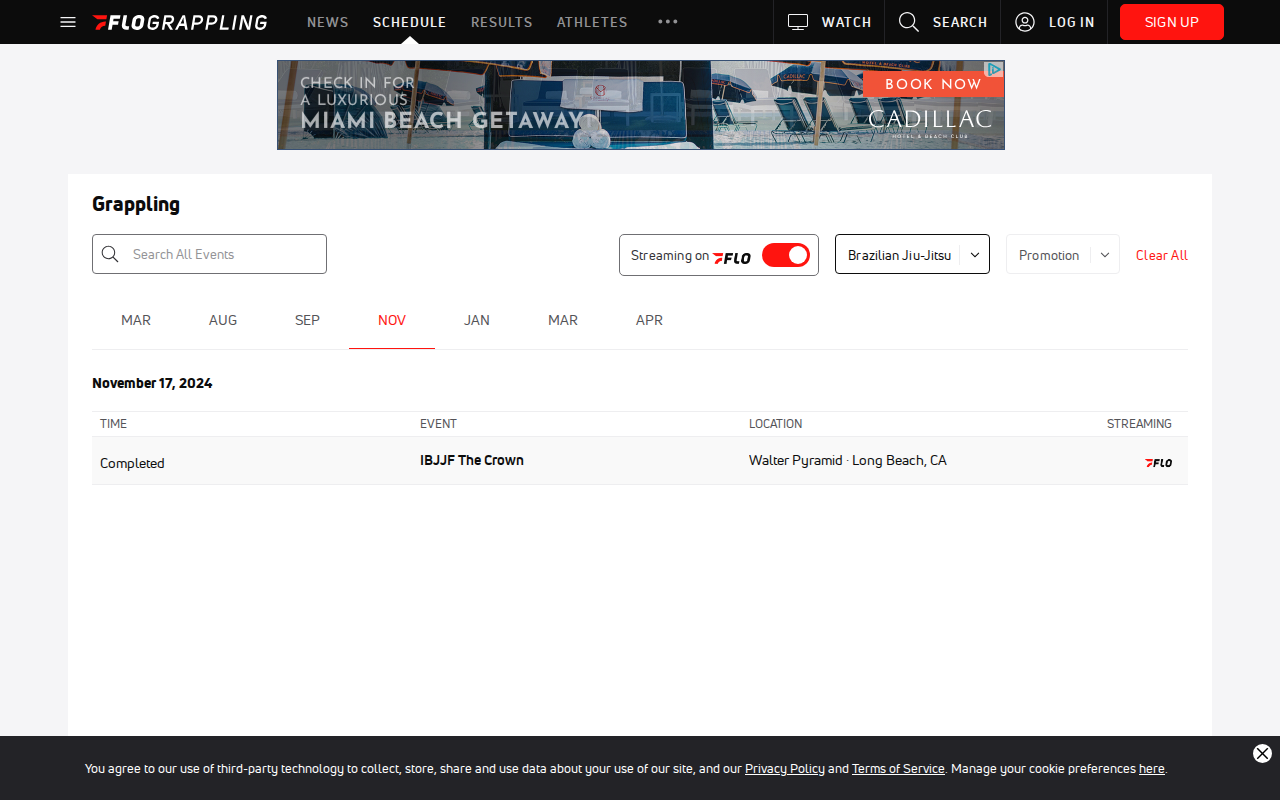 FLOGRAPPLING NEWS SCHEDULE RESULTS ATHLETES WATCH SEARCH LOG IN SIGN UP
CHECK IN FOR
A LUXURIOUS
MIAMI BEACH GETAWAY
BOOK NOW
CADILLAC
HOTEL & BEACH CLUB
Grappling
Search All Events Streaming on FLO Brazilian Jiu-Jitsu Promotion Clear All
MAR AUG SEP NOV JAN MAR APR
November 17, 2024
TIME EVENT LOCATION STREAMING
Completed IBJJF The Crown Walter Pyramid · Long Beach, CA FLO
You agree to our use of third-party technology to collect, store, share and use data about your use of our site, and our Privacy Policy and Terms of Service. Manage your cookie preferences here.